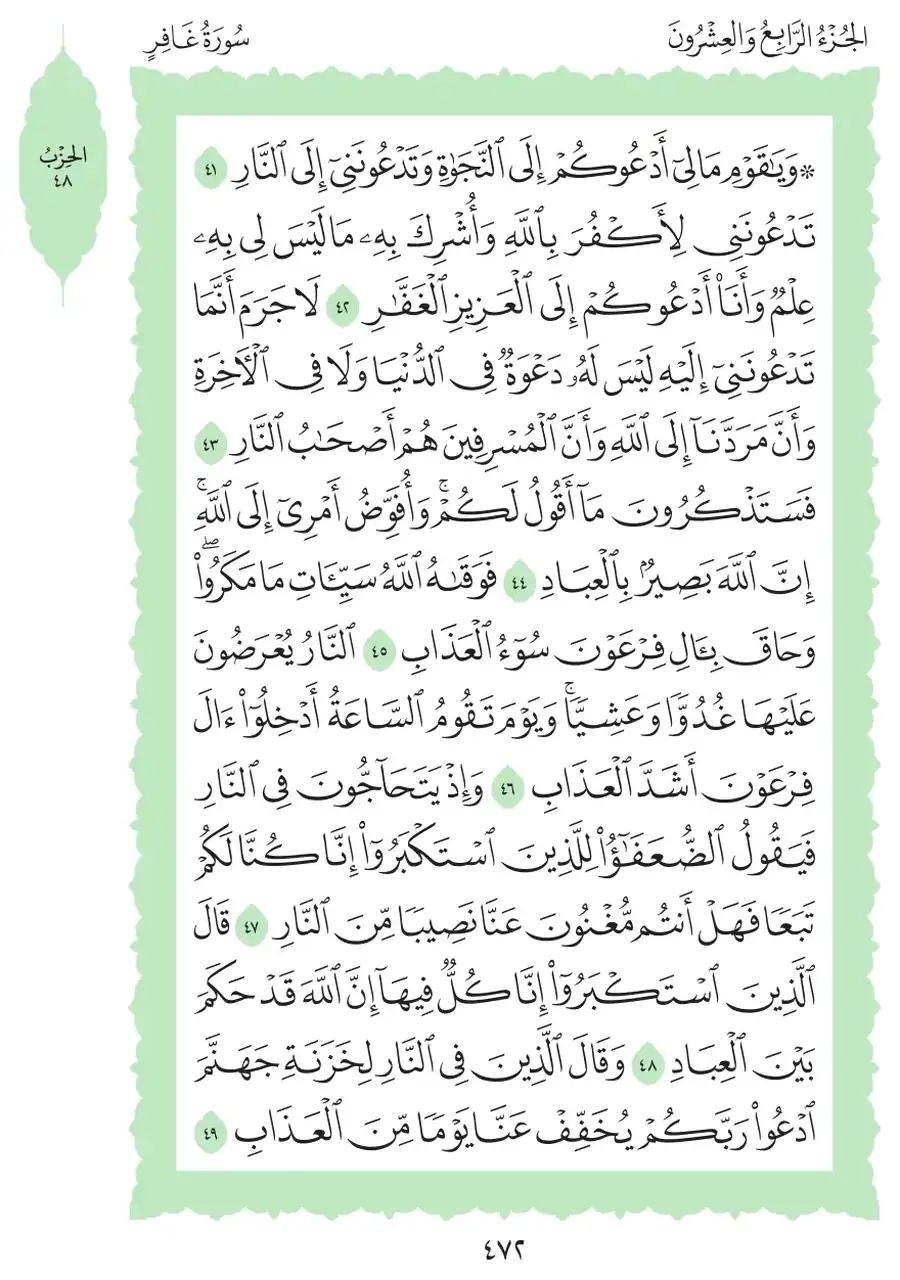 الجُزْءُ الرَّابِعُ وَالعِشْرُونَ
سُورَةُ غَافِرٍ
الحِزْبُ
٤٨
۞ وَيَٰقَوْمِ مَا لِيٓ أَدْعُوكُمْ إِلَى ٱلنَّجَوٰةِ وَتَدْعُونَنِيٓ إِلَى ٱلنَّارِ ٤١
تَدْعُونَنِي لِأَكْفُرَ بِٱللَّهِ وَأُشْرِكَ بِهِۦ مَا لَيْسَ لِي بِهِۦ
عِلْمٞ وَأَنَا۠ أَدْعُوكُمْ إِلَى ٱلْعَزِيزِ ٱلْغَفَّٰرِ ٤٢ لَا جَرَمَ أَنَّمَا
تَدْعُونَنِيٓ إِلَيْهِ لَيْسَ لَهُۥ دَعْوَةٞ فِي ٱلدُّنْيَا وَلَا فِي ٱلْأٓخِرَةِ
وَأَنَّ مَرَدَّنَآ إِلَى ٱللَّهِ وَأَنَّ ٱلْمُسْرِفِينَ هُمْ أَصْحَٰبُ ٱلنَّارِ ٤٣
فَسَتَذْكُرُونَ مَآ أَقُولُ لَكُمْۚ وَأُفَوِّضُ أَمْرِيٓ إِلَى ٱللَّهِۚ
إِنَّ ٱللَّهَ بَصِيرُۢ بِٱلْعِبَادِ ٤٤ فَوَقَىٰهُ ٱللَّهُ سَيِّـَٔاتِ مَا مَكَرُواْۖ
وَحَاقَ بِـَٔالِ فِرْعَوْنَ سُوٓءُ ٱلْعَذَابِ ٤٥ ٱلنَّارُ يُعْرَضُونَ
عَلَيْهَا غُدُوّٗا وَعَشِيّٗاۚ وَيَوْمَ تَقُومُ ٱلسَّاعَةُ أَدْخِلُوٓاْ ءَالَ
فِرْعَوْنَ أَشَدَّ ٱلْعَذَابِ ٤٦ وَإِذْ يَتَحَآجُّونَ فِي ٱلنَّارِ
فَيَقُولُ ٱلضُّعَفَٰٓؤُاْ لِلَّذِينَ ٱسْتَكْبَرُوٓاْ إِنَّا كُنَّا لَكُمْ
تَبَعٗا فَهَلْ أَنتُم مُّغْنُونَ عَنَّا نَصِيبٗا مِّنَ ٱلنَّارِ ٤٧ قَالَ
ٱلَّذِينَ ٱسْتَكْبَرُوٓاْ إِنَّا كُلّٞ فِيهَآ إِنَّ ٱللَّهَ قَدْ حَكَمَ
بَيْنَ ٱلْعِبَادِ ٤٨ وَقَالَ ٱلَّذِينَ فِي ٱلنَّارِ لِخَزَنَةِ جَهَنَّمَ
ٱدْعُواْ رَبَّكُمْ يُخَفِّفْ عَنَّا يَوْمٗا مِّنَ ٱلْعَذَابِ ٤٩
٤٧٢